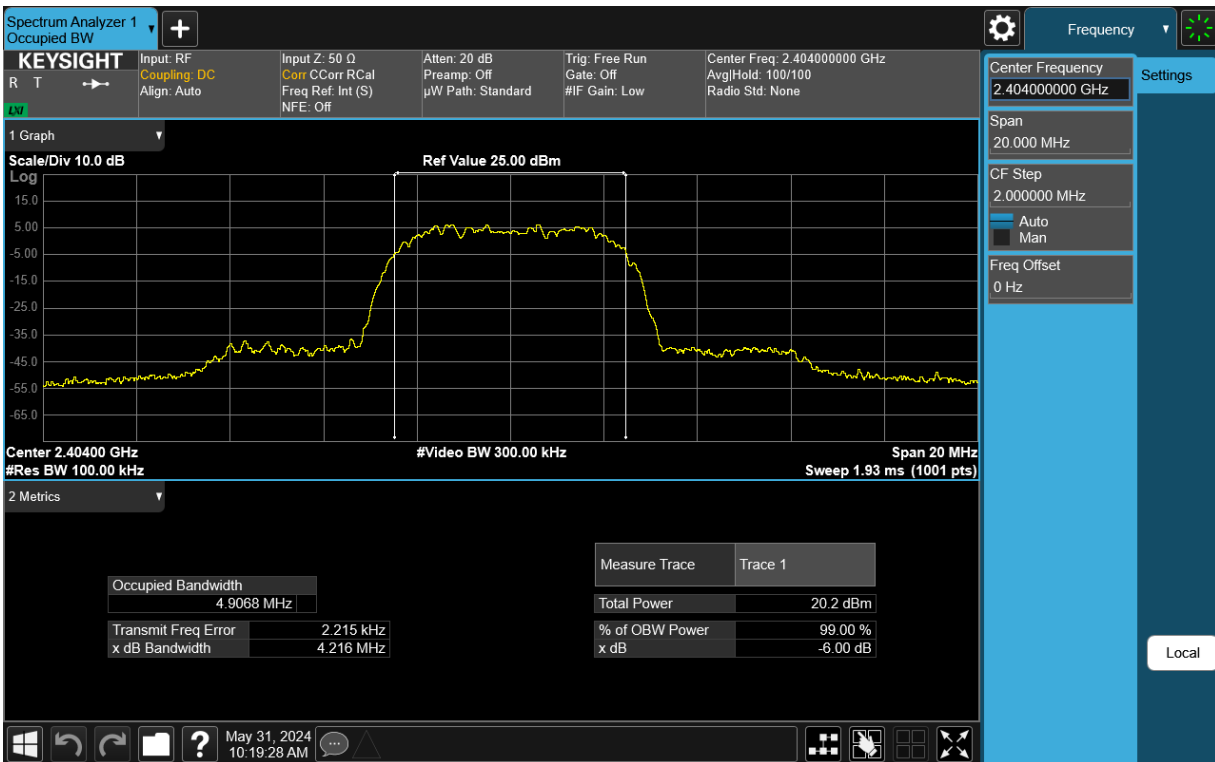 Spectrum Analyzer 1
Occupied BW
Frequency
KEYSIGHT
R T
LXI
Input: RF
Coupling: DC
Align: Auto
Input Z: 50 Ω
Corr CCorr RCal
Freq Ref: Int (S)
NFE: Off
Atten: 20 dB
Preamp: Off
µW Path: Standard
Trig: Free Run
Gate: Off
#IF Gain: Low
Center Freq: 2.404000000 GHz
Avg|Hold: 100/100
Radio Std: None
Center Frequency
2.404000000 GHz
Settings
Span
20.000 MHz
CF Step
2.000000 MHz
Auto
Man
Freq Offset
0 Hz
Local
1 Graph
Scale/Div 10.0 dB
Ref Value 25.00 dBm
Log
15.0
5.00
-5.00
-15.0
-25.0
-35.0
-45.0
-55.0
-65.0
Center 2.40400 GHz
#Video BW 300.00 kHz
Span 20 MHz
#Res BW 100.00 kHz
Sweep 1.93 ms (1001 pts)
2 Metrics
Measure Trace Trace 1
Occupied Bandwidth
4.9068 MHz
Total Power 20.2 dBm
Transmit Freq Error 2.215 kHz
% of OBW Power 99.00 %
x dB Bandwidth 4.216 MHz
x dB -6.00 dB
?
May 31, 2024
10:19:28 AM